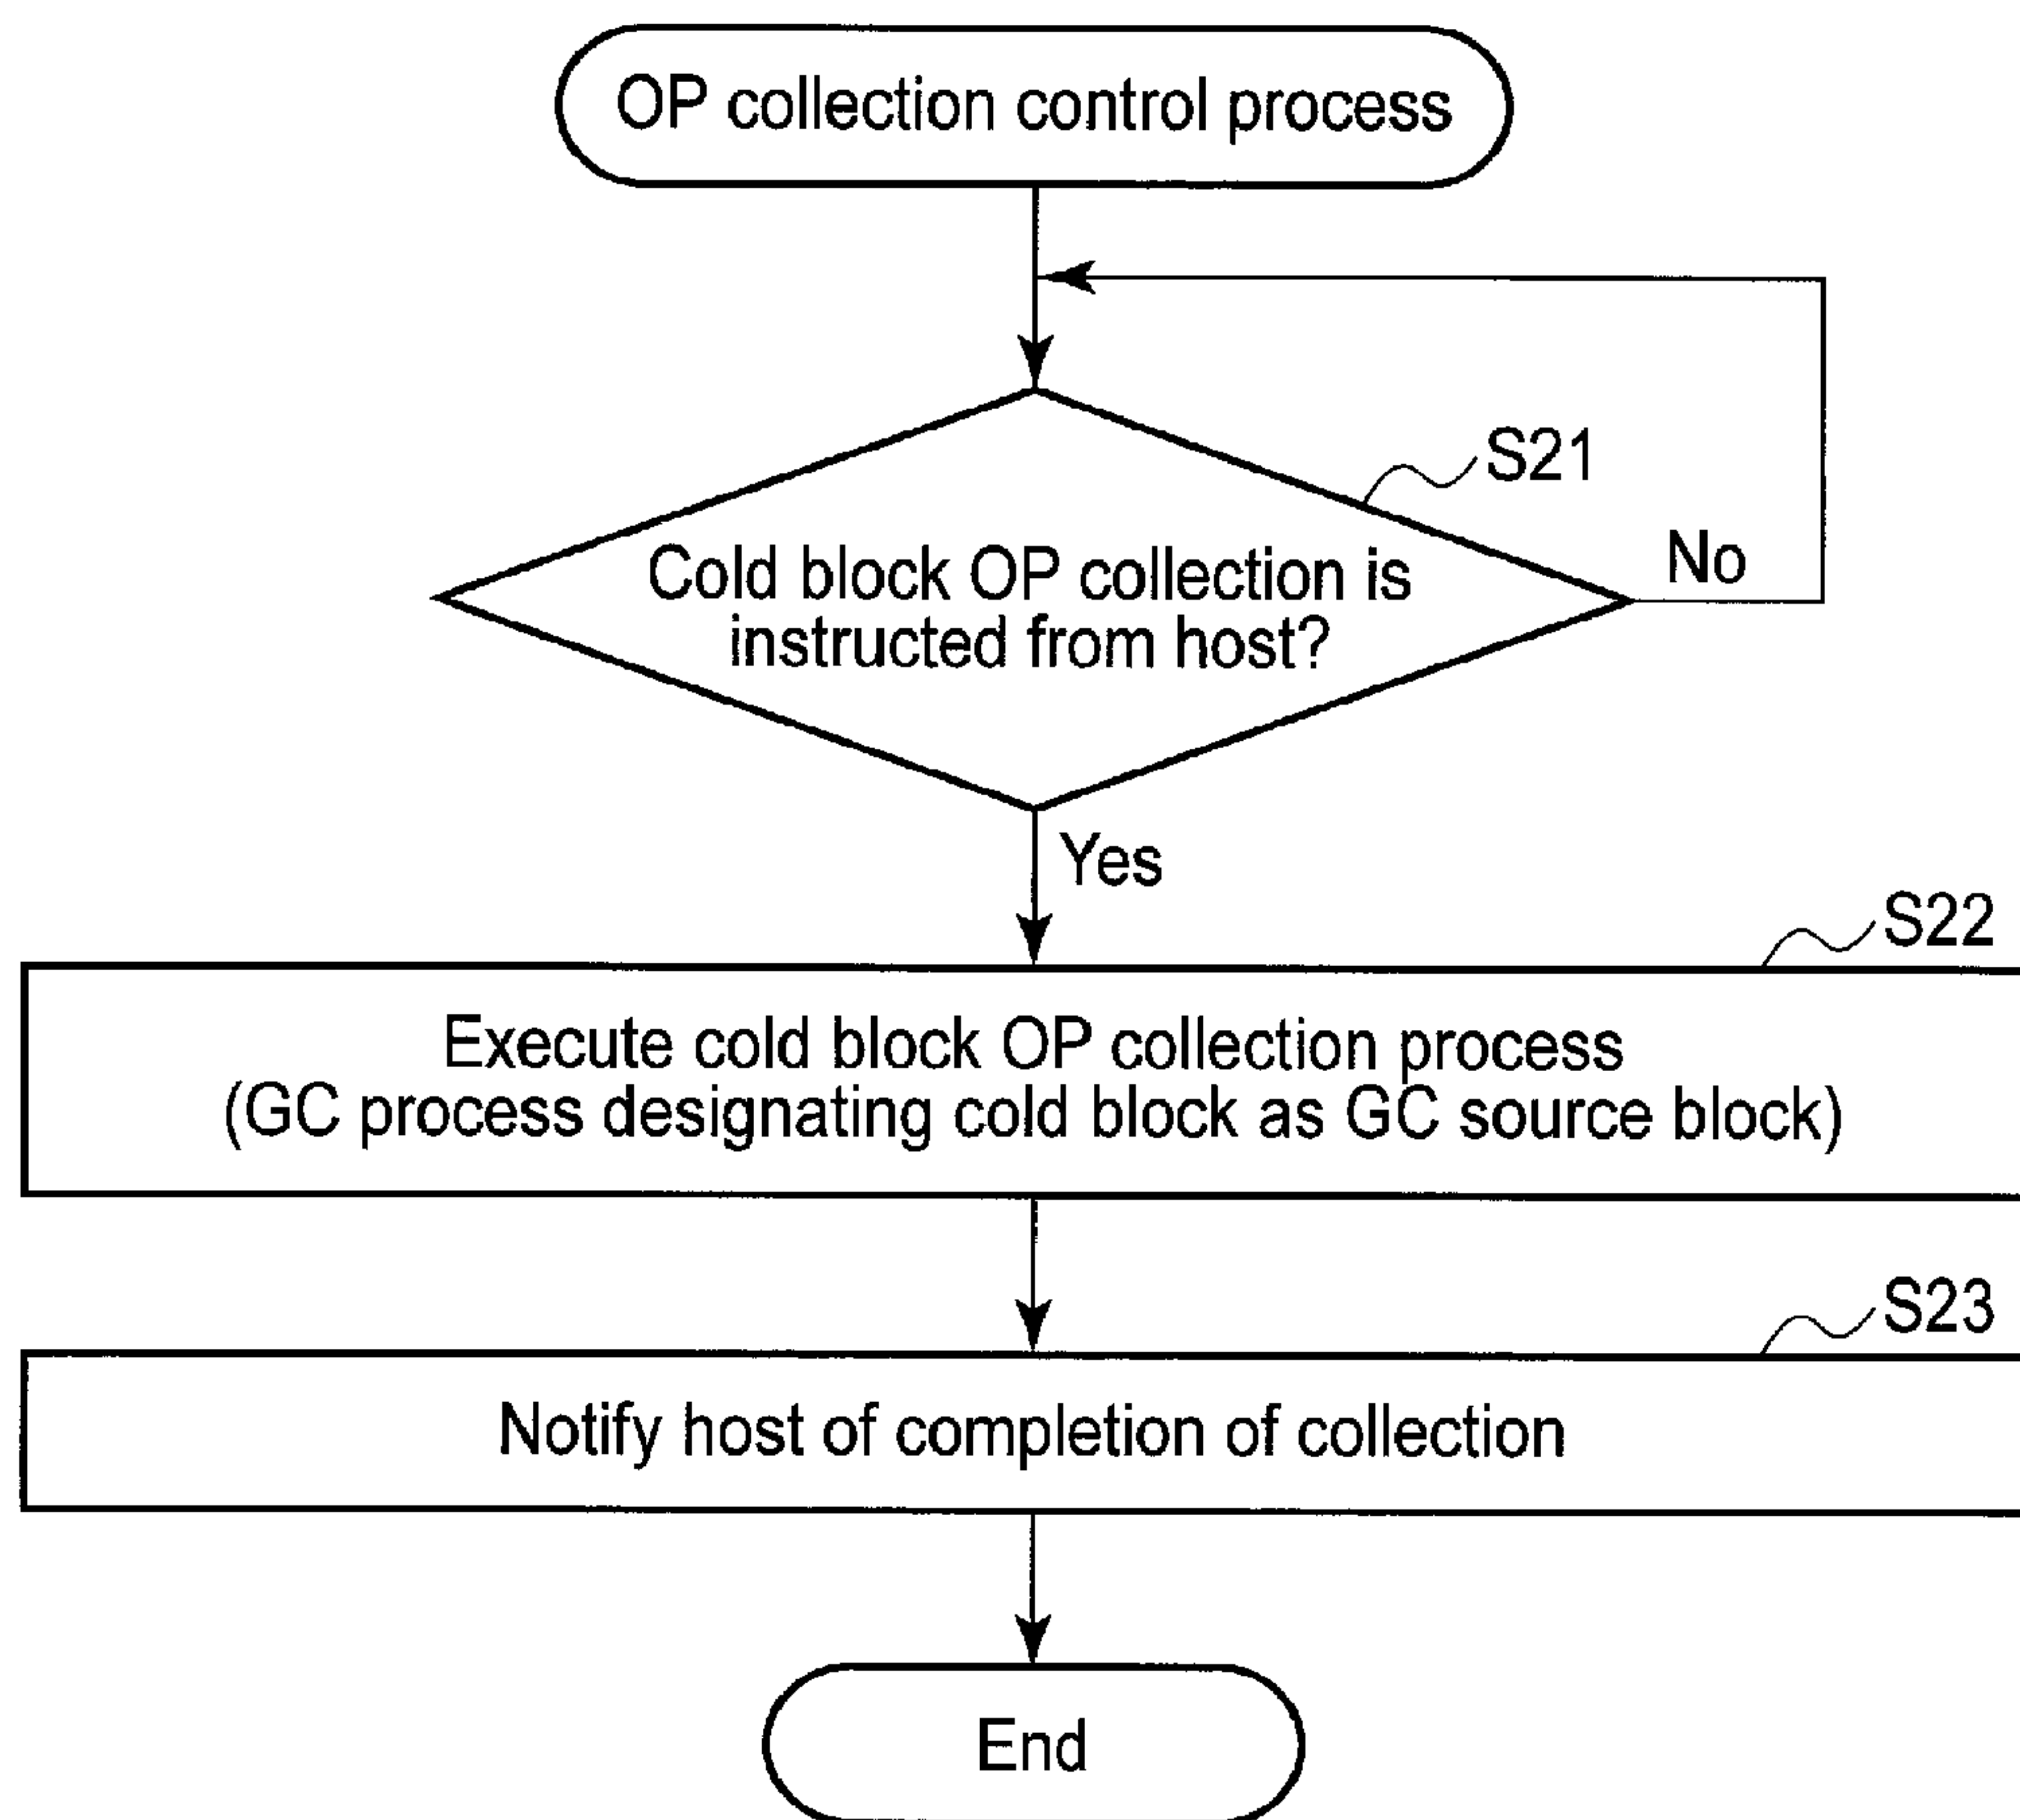 OP collection control process
S21
Cold block OP collection is
instructed from host?
No
Yes
S22
Execute cold block OP collection process
(GC process designating cold block as GC source block)
S23
Notify host of completion of collection
End